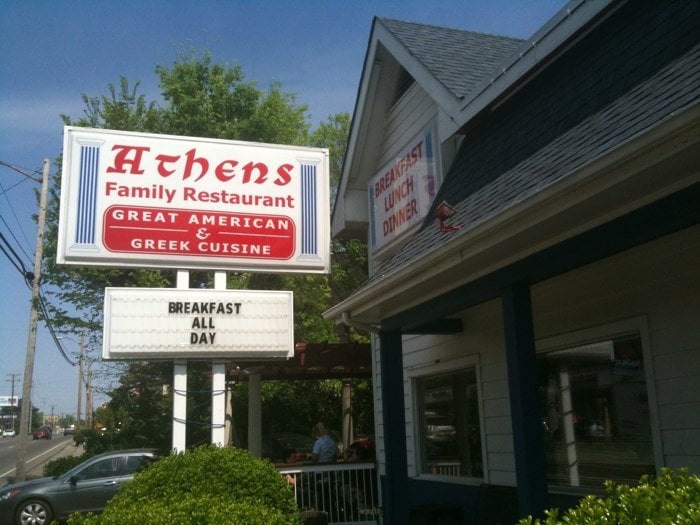 Athens
Family Restaurant
GREAT AMERICAN
&
GREEK CUISINE
BREAKFAST
ALL
DAY
BREAKFAST
LUNCH
DINNER